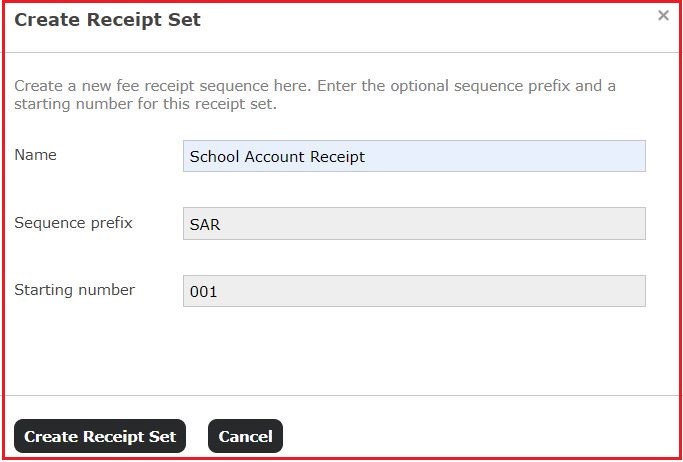 Create Receipt Set
×
Create a new fee receipt sequence here. Enter the optional sequence prefix and a
starting number for this receipt set.
Name School Account Receipt
Sequence prefix SAR
Starting number 001
Create Receipt Set Cancel